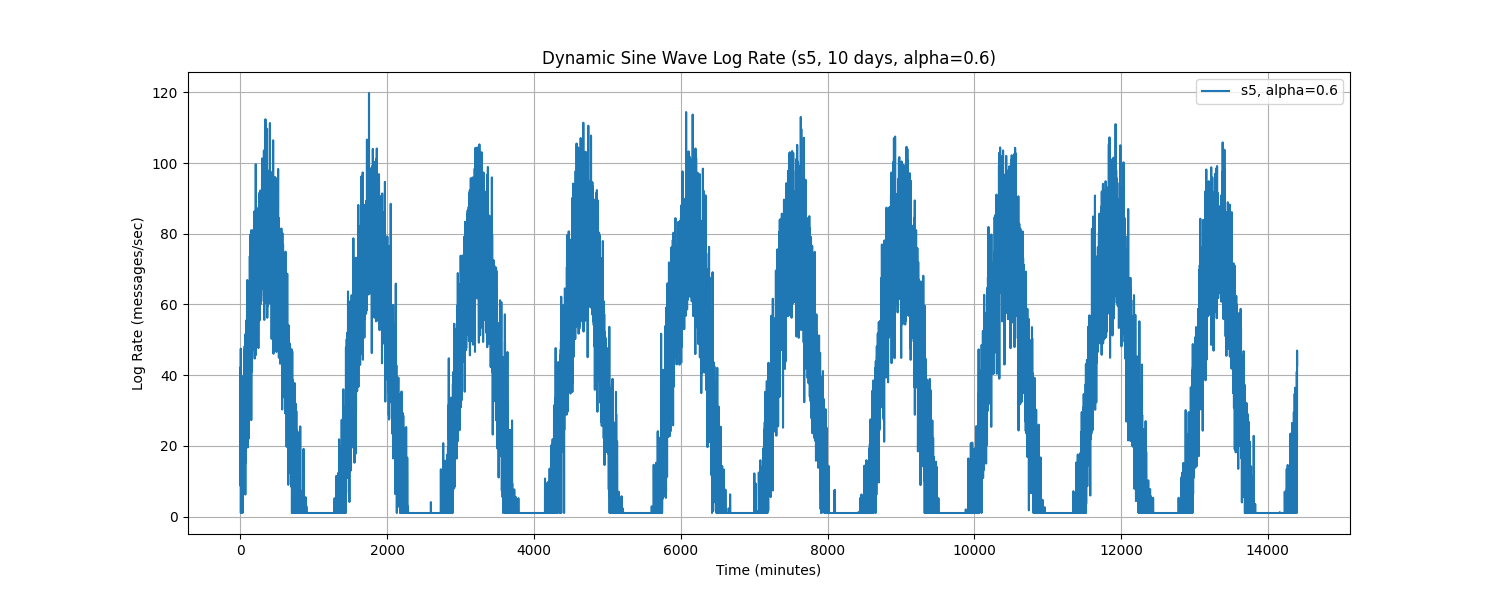 Dynamic Sine Wave Log Rate (s5, 10 days, alpha=0.6)
s5, alpha=0.6
Log Rate (messages/sec)
120
100
80
60
40
20
0
0 2000 4000 6000 8000 10000 12000 14000
Time (minutes)